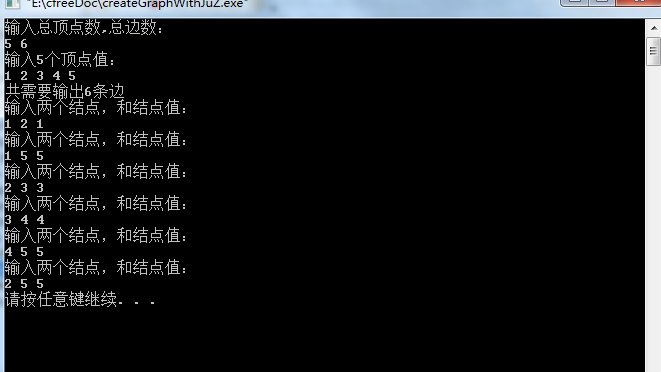 "E:\cfreeDoc\createGraphWithJuZ.exe"
输入总顶点数,总边数：
5 6
输入5个顶点值：
1 2 3 4 5
共需要输出6条边
输入两个结点，和结点值：
1 2 1
输入两个结点，和结点值：
1 5 5
输入两个结点，和结点值：
2 3 3
输入两个结点，和结点值：
3 4 4
输入两个结点，和结点值：
4 5 5
输入两个结点，和结点值：
2 5 5
请按任意键继续. . .